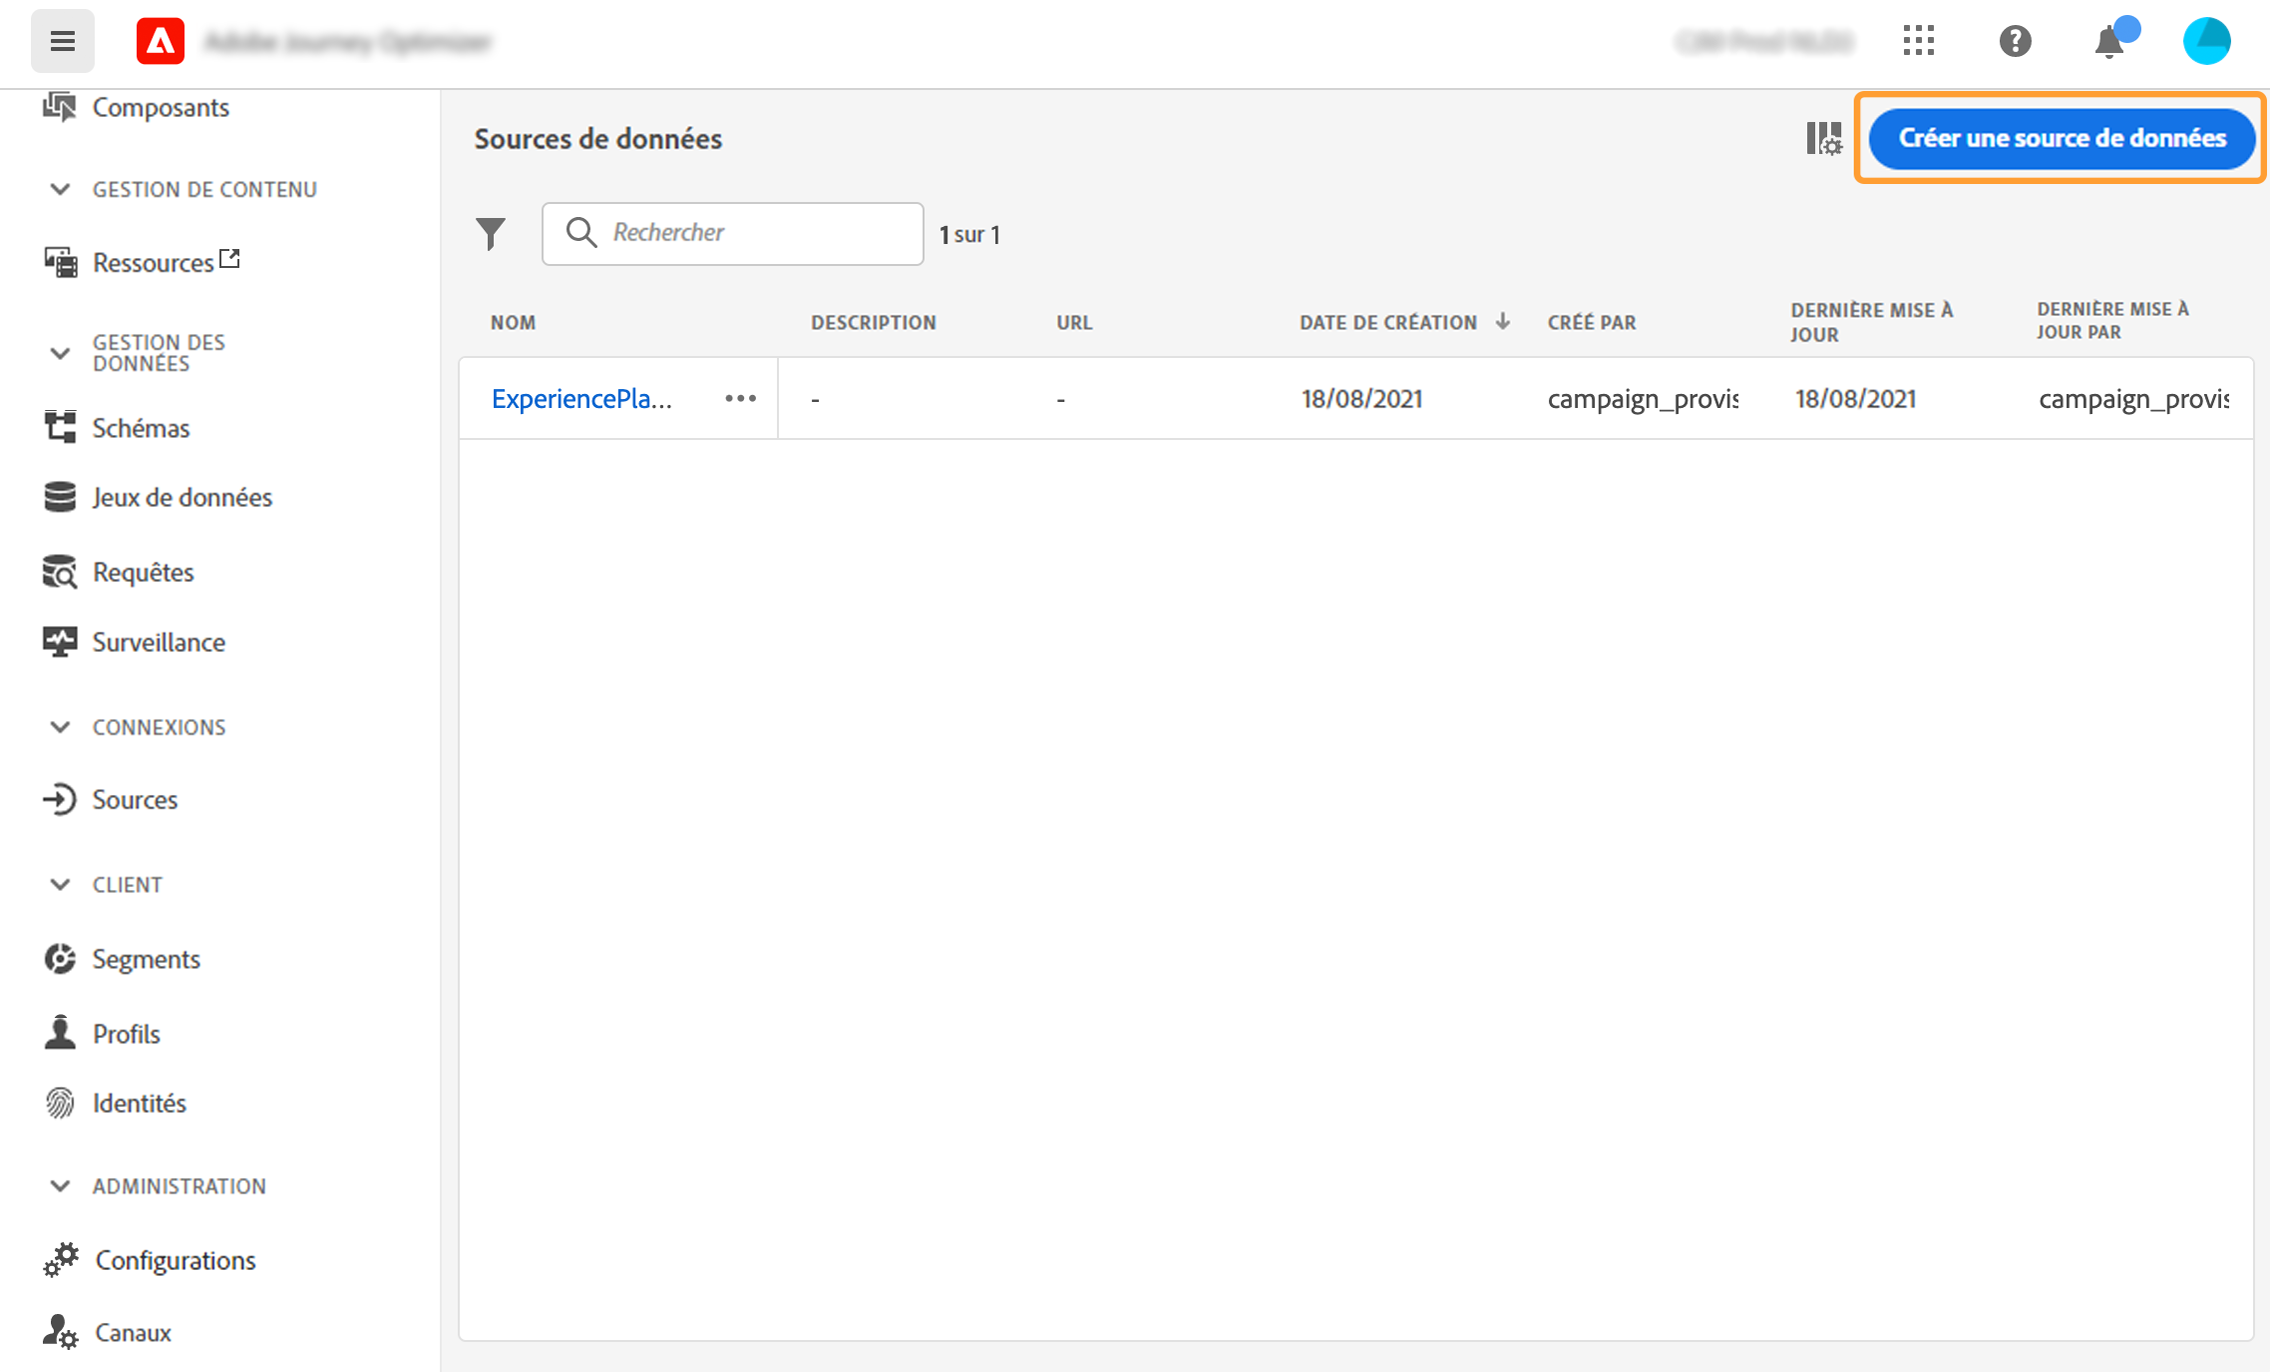 Composants
GESTION DE CONTENU
Ressources
GESTION DES
DONNÉES
Schémas
Jeux de données
Requêtes
Surveillance
CONNEXIONS
Sources
CLIENT
Segments
Profils
Identités
ADMINISTRATION
Configurations
Canaux
Sources de données
Créer une source de données
Rechercher
1 sur 1
NOM
DESCRIPTION
URL
DATE DE CRÉATION
CRÉÉ PAR
DERNIÈRE MISE À
JOUR
DERNIÈRE MISE À
JOUR PAR
ExperiencePla...
-
-
18/08/2021
campaign_provis
18/08/2021
campaign_provis